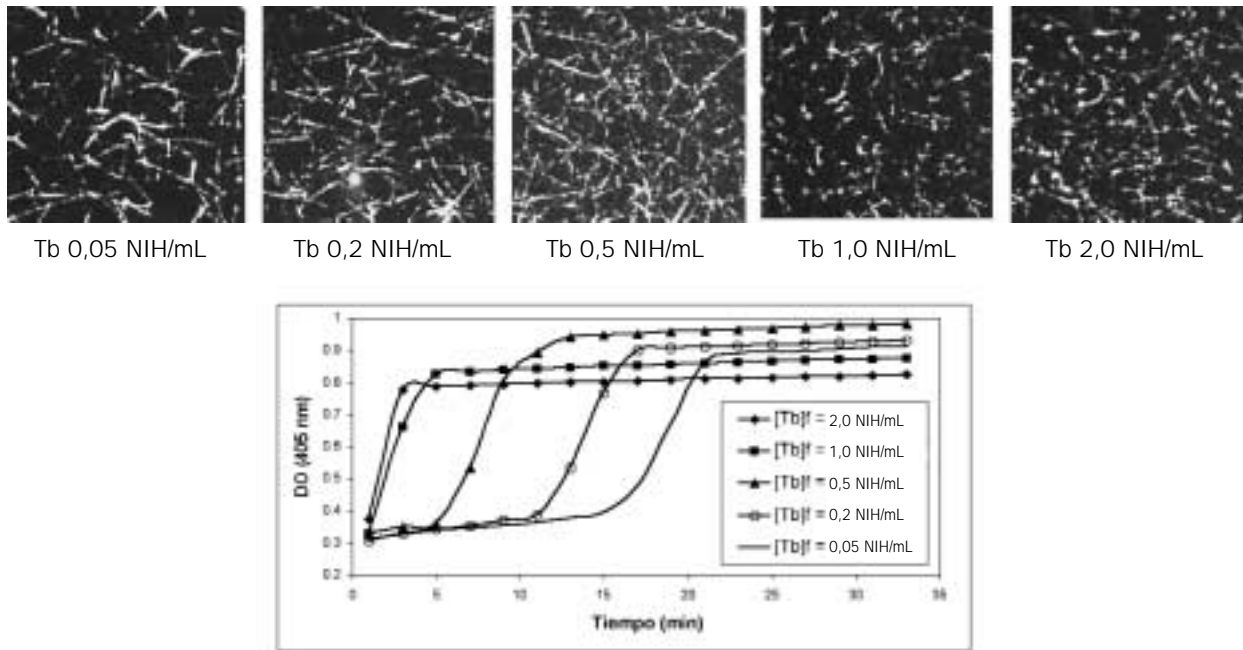 Tb 0,05 NIH/mL
Tb 0,2 NIH/mL
Tb 0,5 NIH/mL
Tb 1,0 NIH/mL
Tb 2,0 NIH/mL
1
0.9
0.8
0.7
0.6
0.5
0.4
0.3
0.2
DO (405 nm)
[Tb]f = 2,0 NIH/mL
[Tb]f = 1,0 NIH/mL
[Tb]f = 0,5 NIH/mL
[Tb]f = 0,2 NIH/mL
[Tb]f = 0,05 NIH/mL
0 5 10 15 20 25 30 35
Tiempo (min)